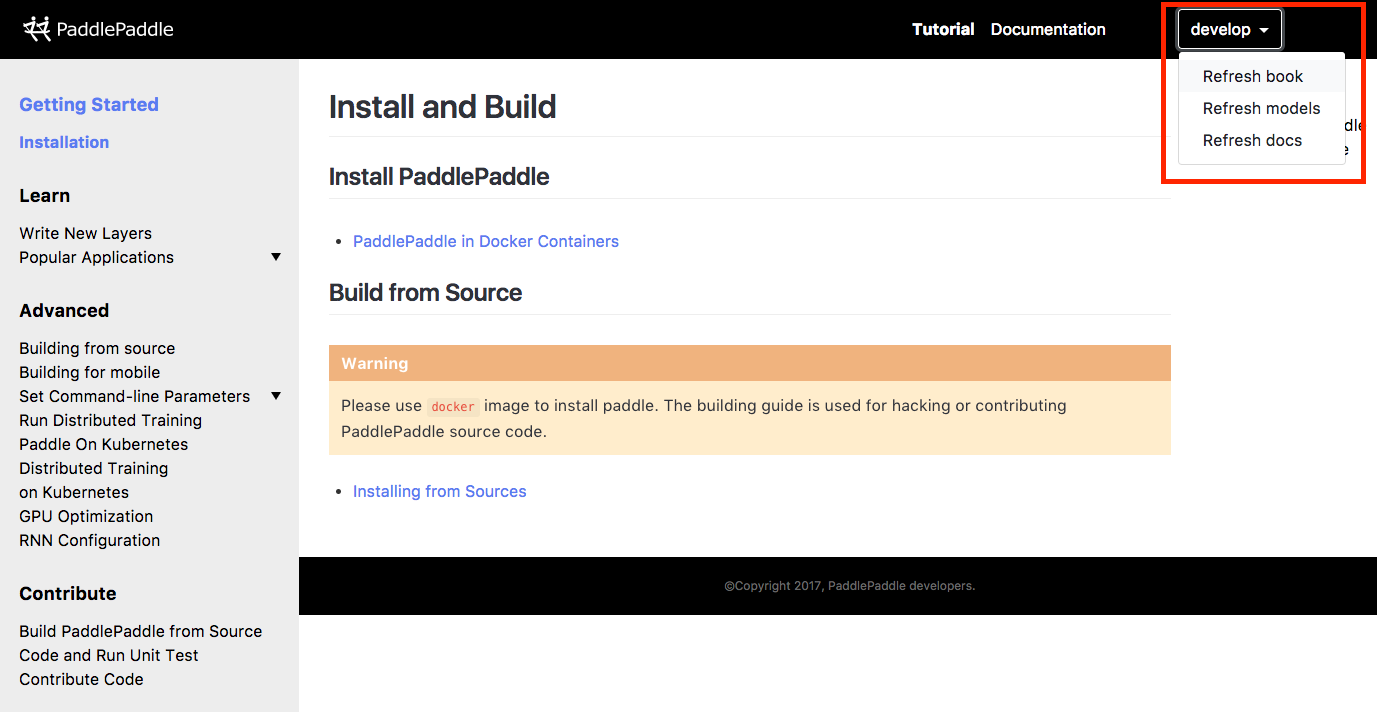 PaddlePaddle
Tutorial
Documentation
develop
Refresh book
Refresh models
Refresh docs
Getting Started
Installation
Learn
Write New Layers
Popular Applications
Advanced
Building from source
Building for mobile
Set Command-line Parameters
Run Distributed Training
Paddle On Kubernetes
Distributed Training
on Kubernetes
GPU Optimization
RNN Configuration
Contribute
Build PaddlePaddle from Source
Code and Run Unit Test
Contribute Code
Install and Build
Install PaddlePaddle
• PaddlePaddle in Docker Containers
Build from Source
Warning
Please use docker image to install paddle. The building guide is used for hacking or contributing
PaddlePaddle source code.
• Installing from Sources
©Copyright 2017, PaddlePaddle developers.